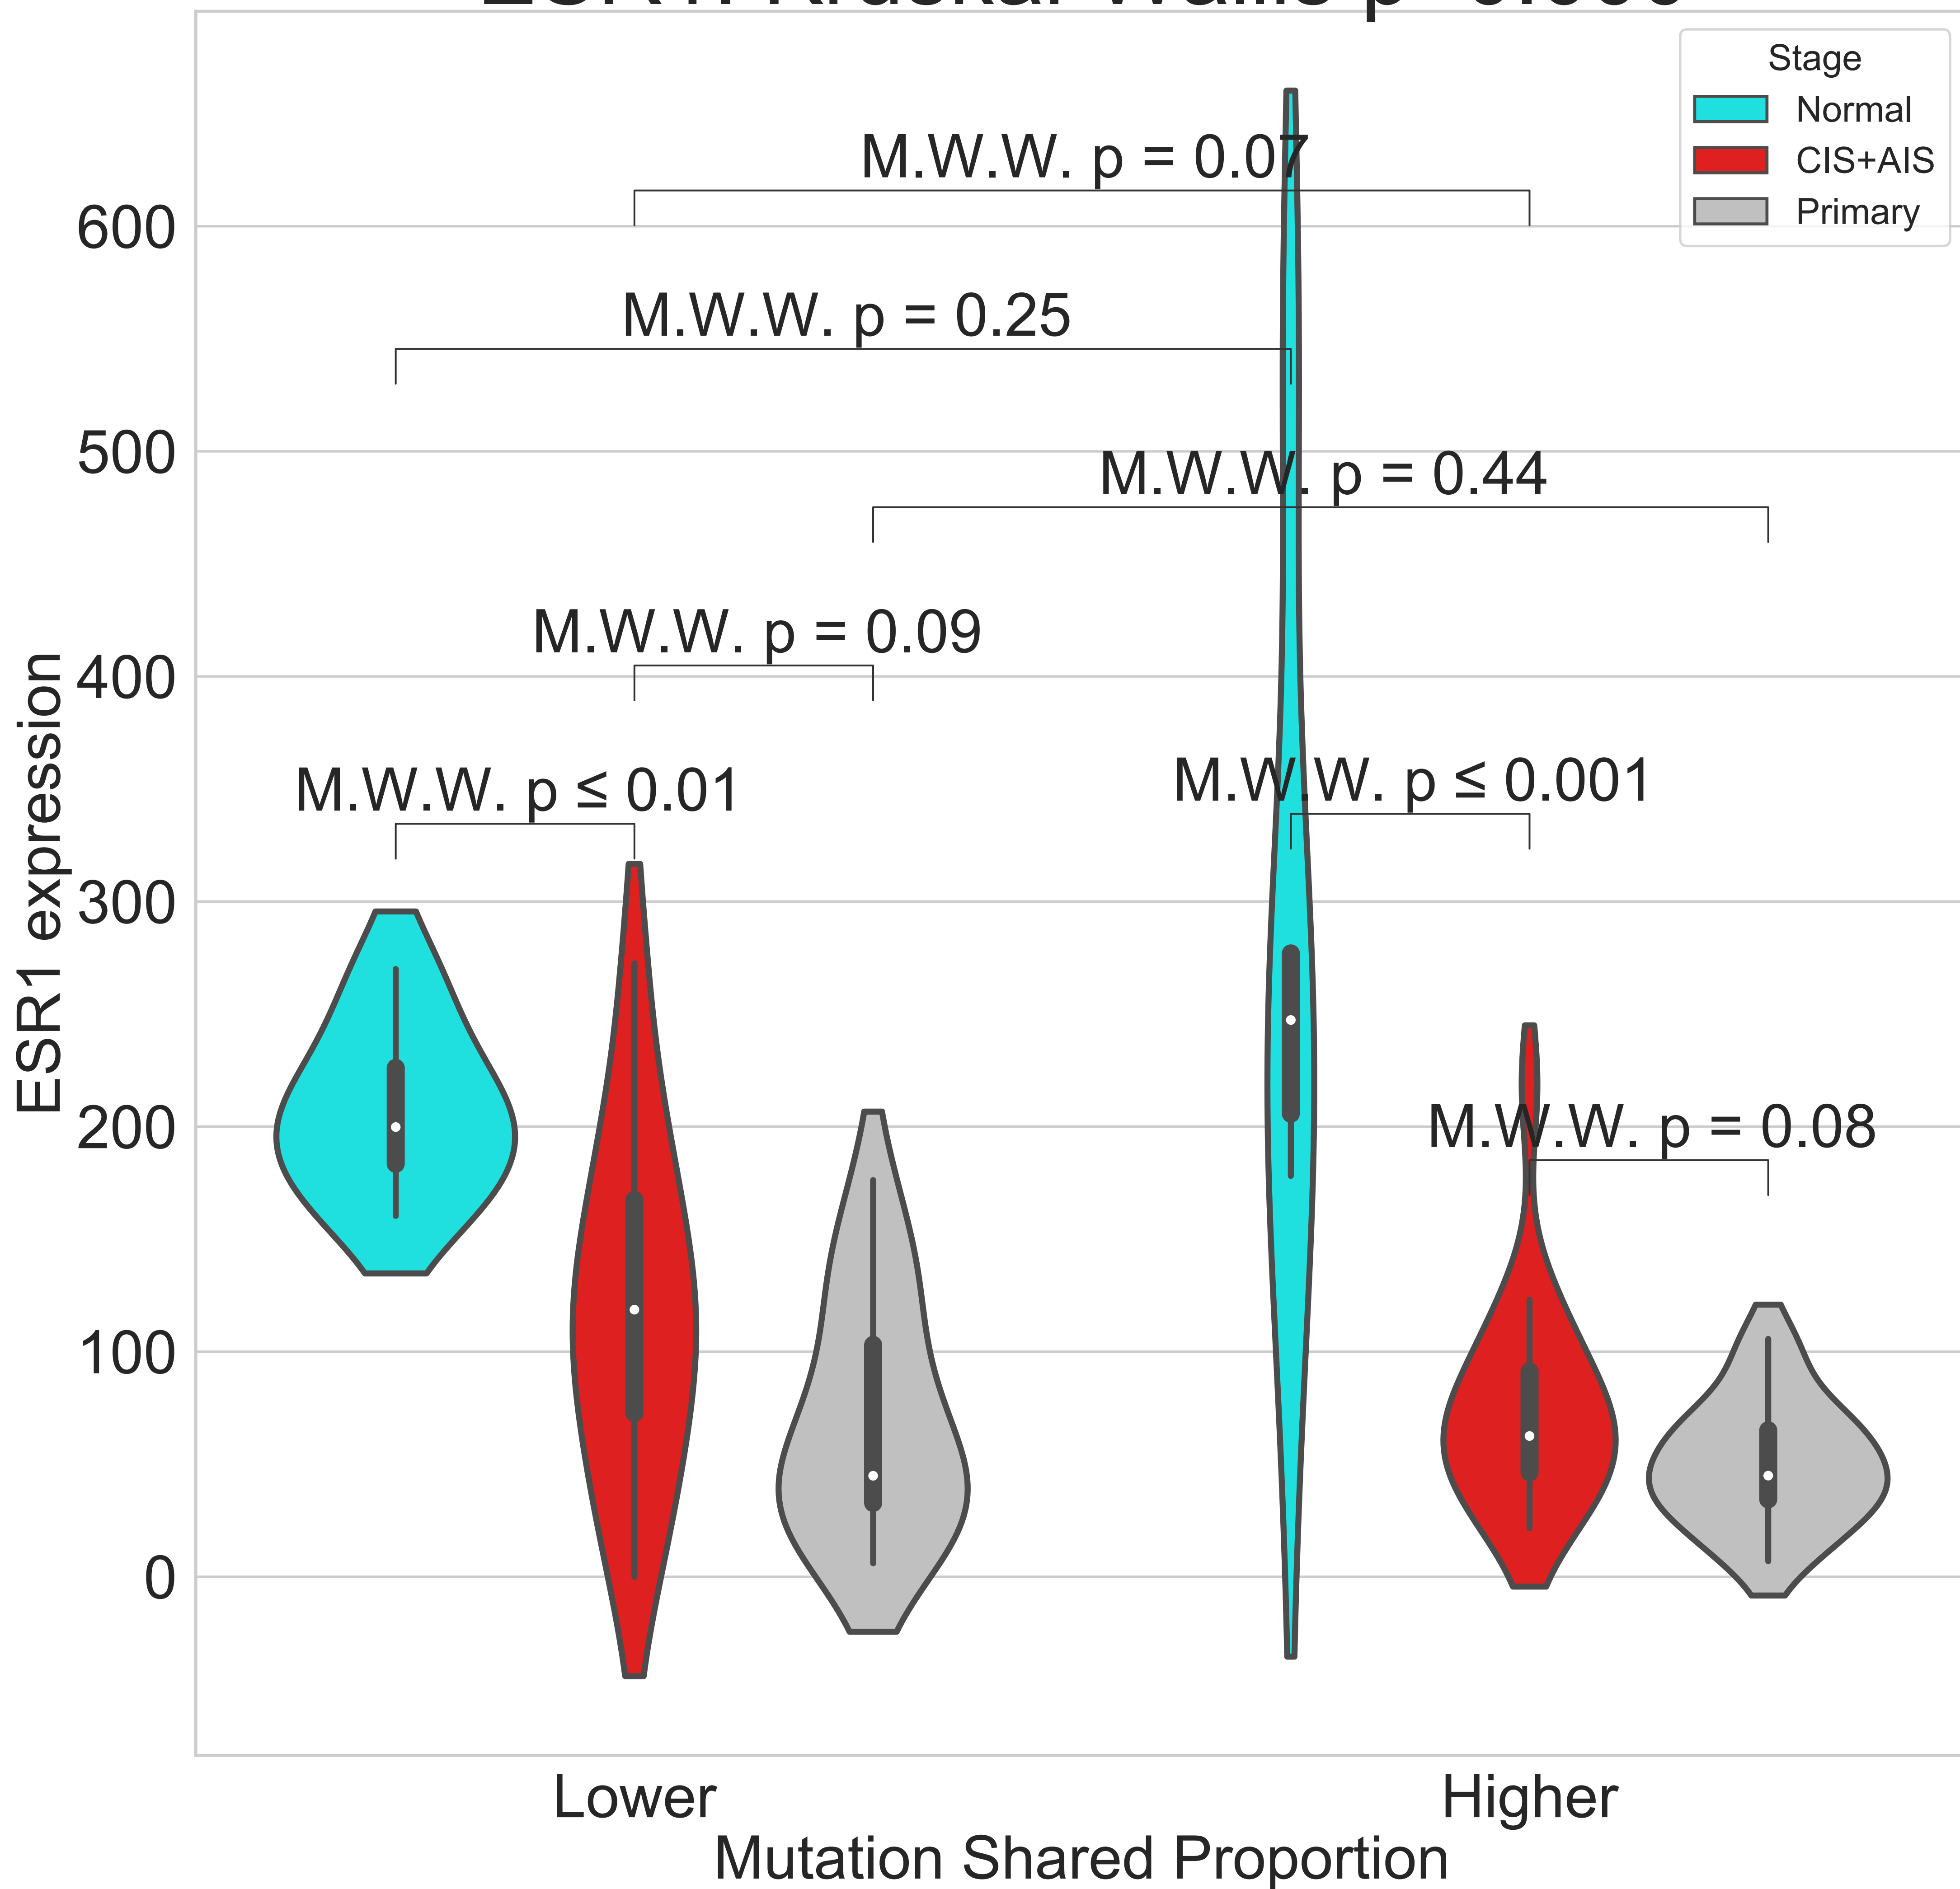 Stage
Normal
CIS+AIS
Primary
M.W.W. p = 0.07
M.W.W. p = 0.25
M.W.W. p = 0.44
M.W.W. p = 0.09
M.W.W. p ≤ 0.01
M.W.W. p ≤ 0.001
M.W.W. p = 0.08
600
500
400
300
200
100
0
ESR1 expression
Lower
Higher
Mutation Shared Proportion